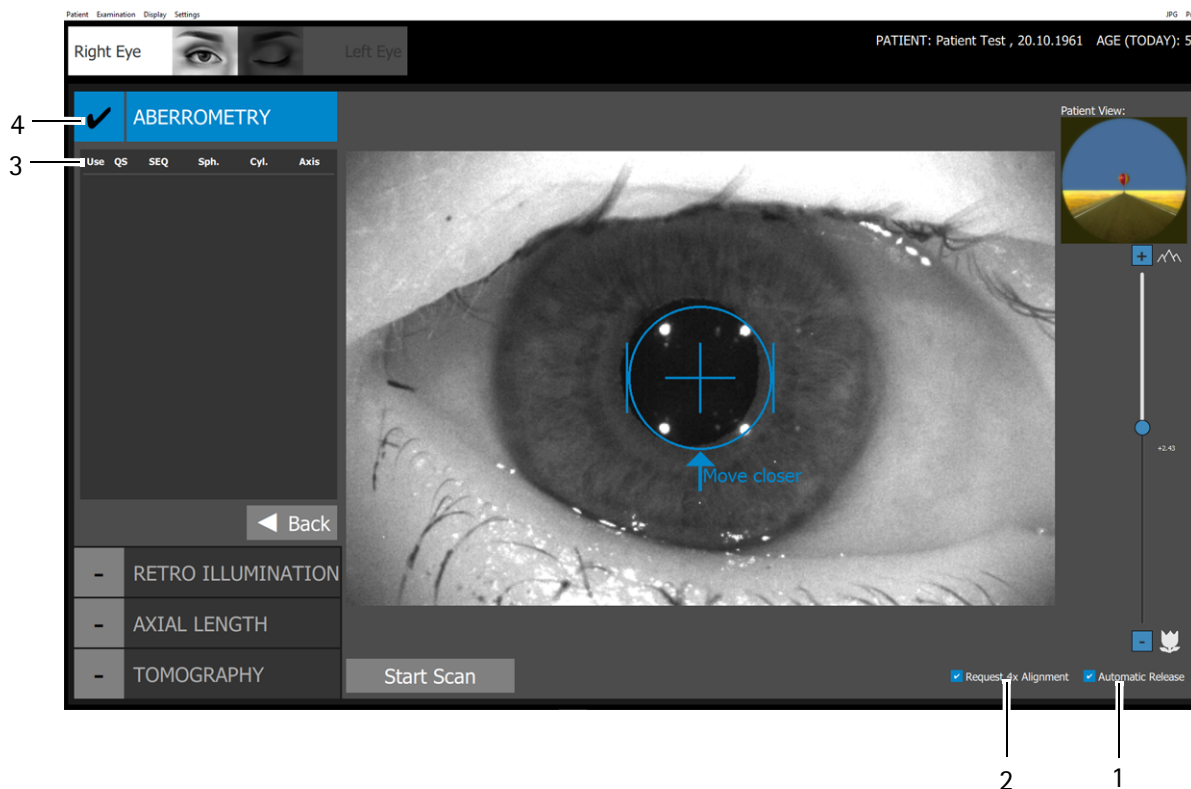 Patient Examination Display Settings JPG
Right Eye Left Eye PATIENT: Patient Test , 20.10.1961 AGE (TODAY): 5
4 ✔ ABERROMETRY
Patient View:
3 Use QS SEQ Sph. Cyl. Axis
+
+2.43
Move closer
◀ Back
- RETRO ILLUMINATION
- AXIAL LENGTH
-
- TOMOGRAPHY
Start Scan ✔ Request 4x Alignment ✔ Automatic Release
2 1